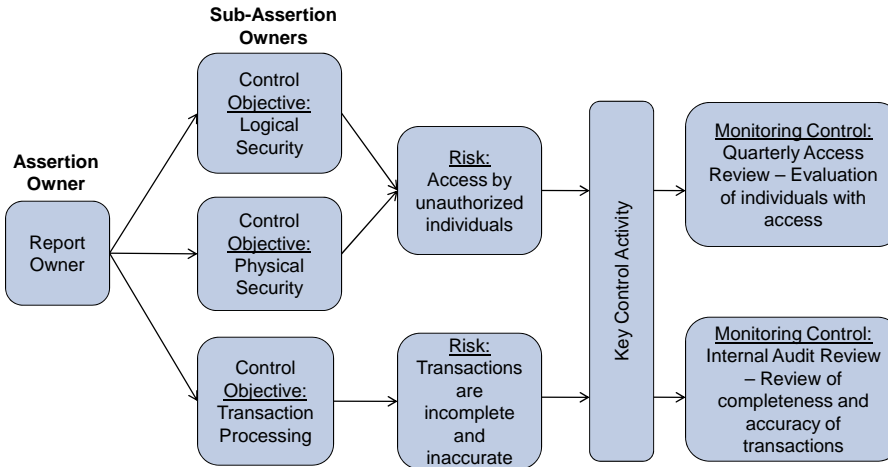 Sub-Assertion
Owners
Assertion
Owner
Report
Owner
Control
Objective:
Logical
Security
Control
Objective:
Physical
Security
Control
Objective:
Transaction
Processing
Risk:
Access by
unauthorized
individuals
Risk:
Transactions
are
incomplete
and
inaccurate
Key Control Activity
Monitoring Control:
Quarterly Access
Review – Evaluation
of individuals with
access
Monitoring Control:
Internal Audit Review
– Review of
completeness and
accuracy of
transactions